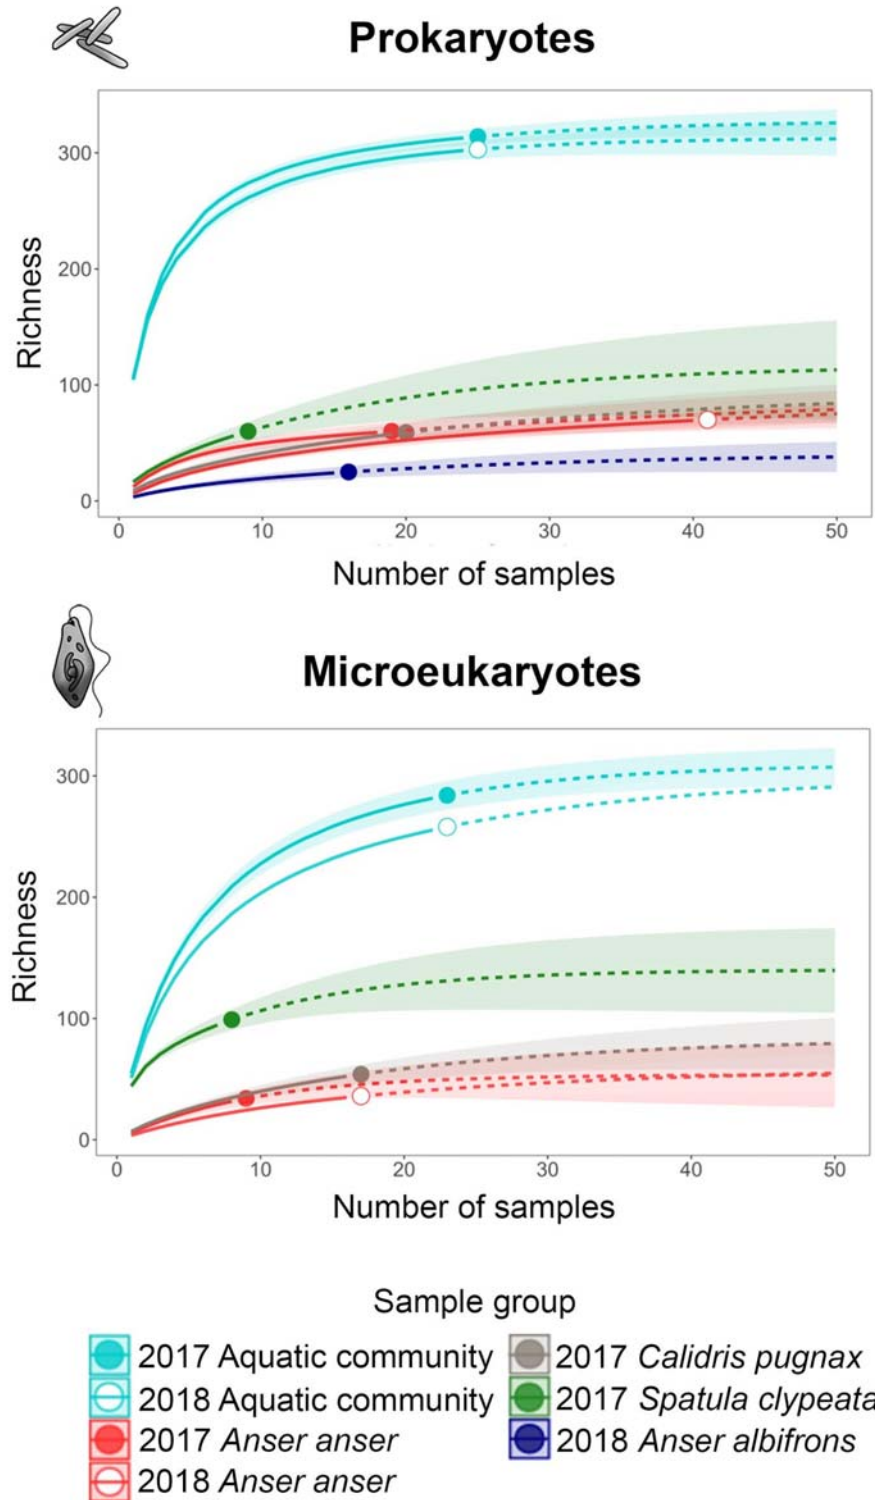 Prokaryotes
300
200
100
0
Richness
0 10 20 30 40 50
Number of samples
Microeukaryotes
300
200
100
0
Richness
0 10 20 30 40 50
Number of samples
Sample group
2017 Aquatic community
2018 Aquatic community
2017 Anser anser
2018 Anser anser
2017 Calidris pugnax
2017 Spatula clypeata
2018 Anser albifrons